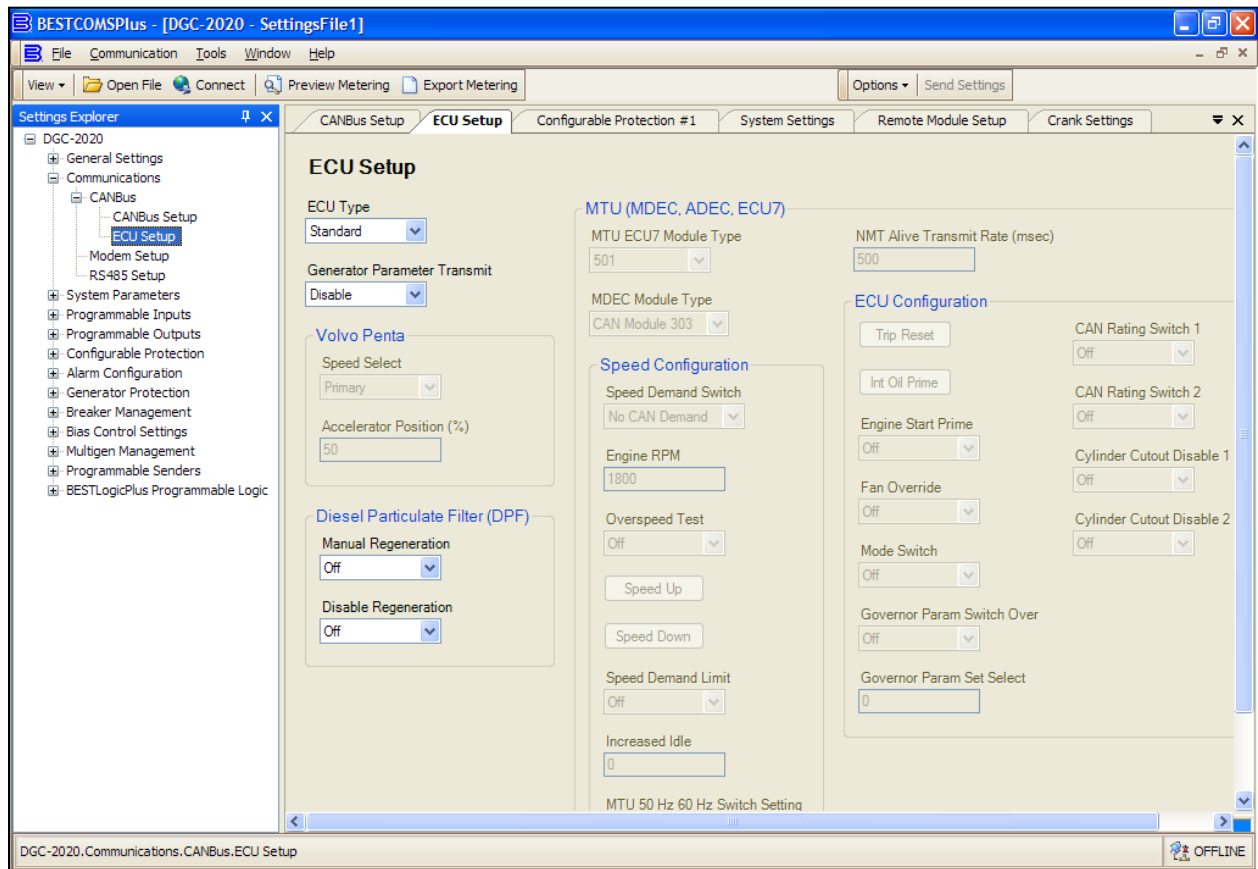 BESTCOMSPlus - [DGC-2020 - SettingsFile1]
File Communication Tools Window Help
View Open File Connect Preview Metering Export Metering Options Send Settings
Settings Explorer
DGC-2020
General Settings
Communications
CANBus
CANBus Setup
ECU Setup
Modem Setup
RS485 Setup
System Parameters
Programmable Inputs
Programmable Outputs
Configurable Protection
Alarm Configuration
Generator Protection
Breaker Management
Bias Control Settings
Multigen Management
Programmable Senders
BESTLogicPlus Programmable Logic
CANBus Setup ECU Setup Configurable Protection #1 System Settings Remote Module Setup Crank Settings
ECU Setup
ECU Type
Standard
Generator Parameter Transmit
Disable
Volvo Penta
Speed Select
Primary
Accelerator Position (%)
50
Diesel Particulate Filter (DPF)
Manual Regeneration
Off
Disable Regeneration
Off
MTU (MDEC, ADEC, ECU7)
MTU ECU7 Module Type
501
MDEC Module Type
CAN Module 303
Speed Configuration
Speed Demand Switch
No CAN Demand
Engine RPM
1800
Overspeed Test
Off
Speed Up
Speed Down
Speed Demand Limit
Off
Increased Idle
0
MTU 50 Hz 60 Hz Switch Setting
NMT Alive Transmit Rate (msec)
500
ECU Configuration
Trip Reset
Int Oil Prime
Engine Start Prime
Off
Fan Override
Off
Mode Switch
Off
Governor Param Switch Over
Off
Governor Param Set Select
0
CAN Rating Switch 1
Off
CAN Rating Switch 2
Off
Cylinder Cutout Disable 1
Off
Cylinder Cutout Disable 2
Off
DGC-2020.Communications.CANBus.ECU Setup
OFFLINE